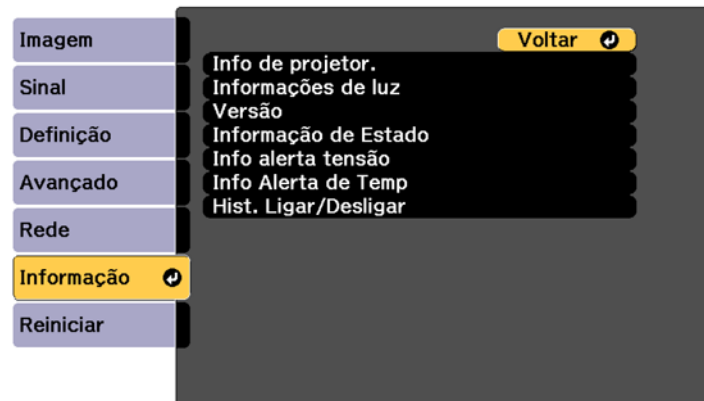 Imagem
Sinal
Definição
Avançado
Rede
Informação
Reiniciar
Voltar
Info de projetor.
Informações de luz
Versão
Informação de Estado
Info alerta tensão
Info Alerta de Temp
Hist. Ligar/Desligar